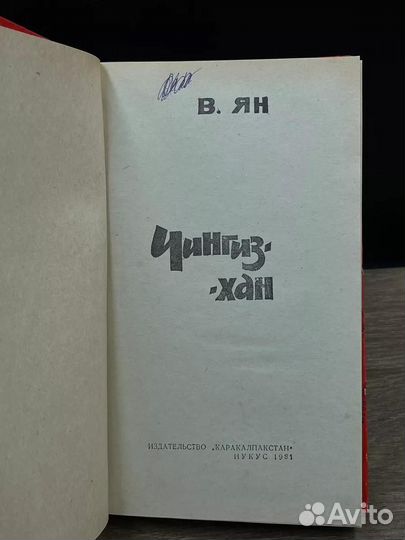 В. ЯН
Чингиз-
-хан
ИЗДАТЕЛЬСТВО „КАРАКАЛПАКСТАН"
НУКУС 1981
Avito